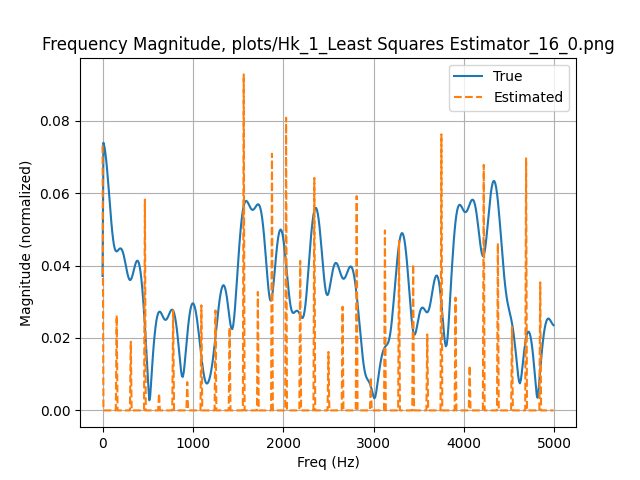 Frequency Magnitude, plots/Hk_1_Least Squares Estimator_16_0.png
True
Estimated
Magnitude (normalized)
0.08
0.06
0.04
0.02
0.00
0 1000 2000 3000 4000 5000
Freq (Hz)